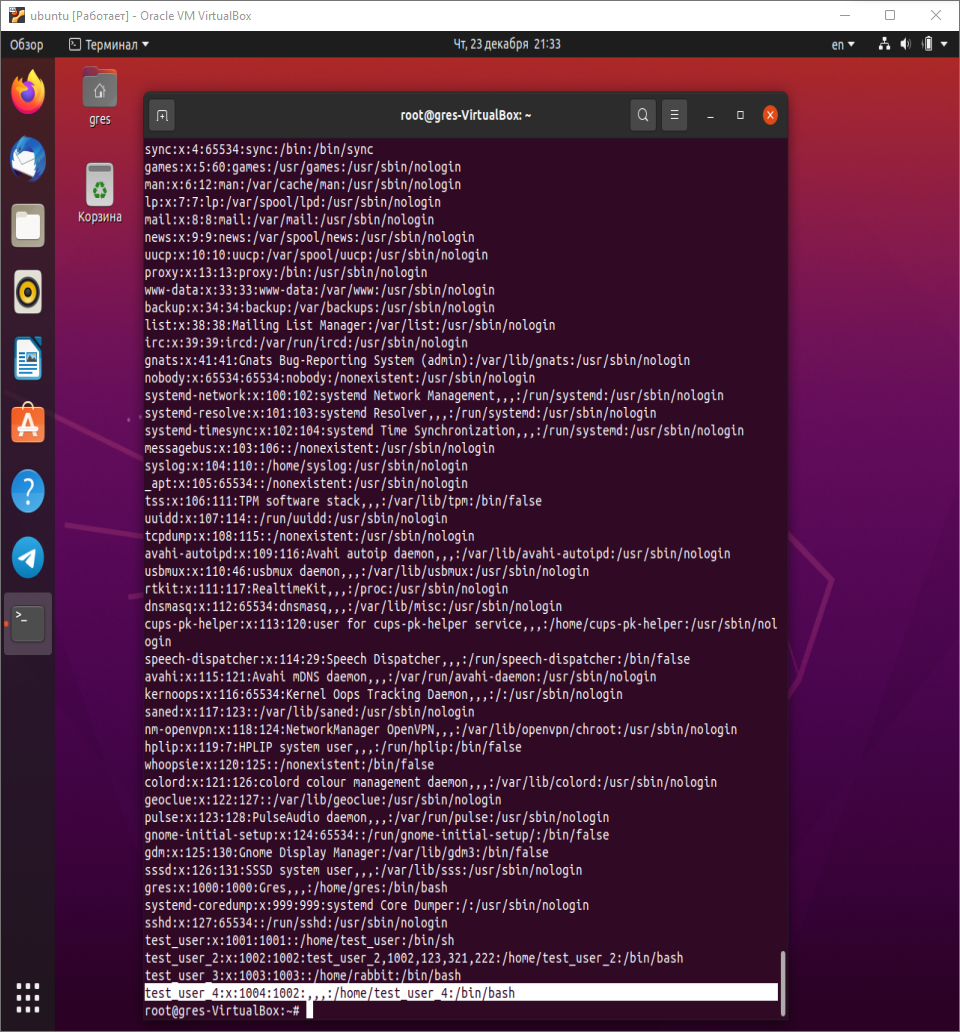 ubuntu [Работает] - Oracle VM VirtualBox
Обзор Терминал Чт, 23 декабря 21:33 en
gres
Корзина
root@gres-VirtualBox: ~
sync:x:4:65534:sync:/bin:/bin/sync
games:x:5:60:games:/usr/games:/usr/sbin/nologin
man:x:6:12:man:/var/cache/man:/usr/sbin/nologin
lp:x:7:7:lp:/var/spool/lpd:/usr/sbin/nologin
mail:x:8:8:mail:/var/mail:/usr/sbin/nologin
news:x:9:9:news:/var/spool/news:/usr/sbin/nologin
uucp:x:10:10:uucp:/var/spool/uucp:/usr/sbin/nologin
proxy:x:13:13:proxy:/bin:/usr/sbin/nologin
www-data:x:33:33:www-data:/var/www:/usr/sbin/nologin
backup:x:34:34:backup:/var/backups:/usr/sbin/nologin
list:x:38:38:Mailing List Manager:/var/list:/usr/sbin/nologin
irc:x:39:39:ircd:/var/run/ircd:/usr/sbin/nologin
gnats:x:41:41:Gnats Bug-Reporting System (admin):/var/lib/gnats:/usr/sbin/nologin
nobody:x:65534:65534:nobody:/nonexistent:/usr/sbin/nologin
systemd-network:x:100:102:systemd Network Management,,,:/run/systemd:/usr/sbin/nologin
systemd-resolve:x:101:103:systemd Resolver,,,:/run/systemd:/usr/sbin/nologin
systemd-timesync:x:102:104:systemd Time Synchronization,,,:/run/systemd:/usr/sbin/nologin
messagebus:x:103:106::/nonexistent:/usr/sbin/nologin
syslog:x:104:110::/home/syslog:/usr/sbin/nologin
_apt:x:105:65534::/nonexistent:/usr/sbin/nologin
tss:x:106:111:TPM software stack,,,:/var/lib/tpm:/bin/false
uuidd:x:107:114::/run/uuidd:/usr/sbin/nologin
tcpdump:x:108:115::/nonexistent:/usr/sbin/nologin
avahi-autoipd:x:109:116:Avahi autoip daemon,,,:/var/lib/avahi-autoipd:/usr/sbin/nologin
usbmux:x:110:46:usbmux daemon,,,:/var/lib/usbmux:/usr/sbin/nologin
rtkit:x:111:117:RealtimeKit,,,:/proc:/usr/sbin/nologin
dnsmasq:x:112:65534:dnsmasq,,,:/var/lib/misc:/usr/sbin/nologin
cups-pk-helper:x:113:120:user for cups-pk-helper service,,,:/home/cups-pk-helper:/usr/sbin/nol
ogin
speech-dispatcher:x:114:29:Speech Dispatcher,,,:/run/speech-dispatcher:/bin/false
avahi:x:115:121:Avahi mDNS daemon,,,:/var/run/avahi-daemon:/usr/sbin/nologin
kernoops:x:116:65534:Kernel Oops Tracking Daemon,,,:/:/usr/sbin/nologin
saned:x:117:123::/var/lib/saned:/usr/sbin/nologin
nm-openvpn:x:118:124:NetworkManager OpenVPN,,,:/var/lib/openvpn/chroot:/usr/sbin/nologin
hplip:x:119:7:HPLIP system user,,,:/run/hplip:/bin/false
whoopsie:x:120:125::/nonexistent:/bin/false
colord:x:121:126:colord colour management daemon,,,:/var/lib/colord:/usr/sbin/nologin
geoclue:x:122:127::/var/lib/geoclue:/usr/sbin/nologin
pulse:x:123:128:PulseAudio daemon,,,:/var/run/pulse:/usr/sbin/nologin
gnome-initial-setup:x:124:65534::/run/gnome-initial-setup/:/bin/false
gdm:x:125:130:Gnome Display Manager:/var/lib/gdm3:/bin/false
sssd:x:126:131:SSSD system user,,,:/var/lib/sss:/usr/sbin/nologin
gres:x:1000:1000:Gres,,,:/home/gres:/bin/bash
systemd-coredump:x:999:999:systemd Core Dumper:/:/usr/sbin/nologin
sshd:x:127:65534::/run/sshd:/usr/sbin/nologin
test_user:x:1001:1001::/home/test_user:/bin/sh
test_user_2:x:1002:1002:test_user_2,1002,123,321,222:/home/test_user_2:/bin/bash
test_user_3:x:1003:1003::/home/rabbit:/bin/bash
test_user_4:x:1004:1002:,,,:/home/test_user_4:/bin/bash
root@gres-VirtualBox:~#